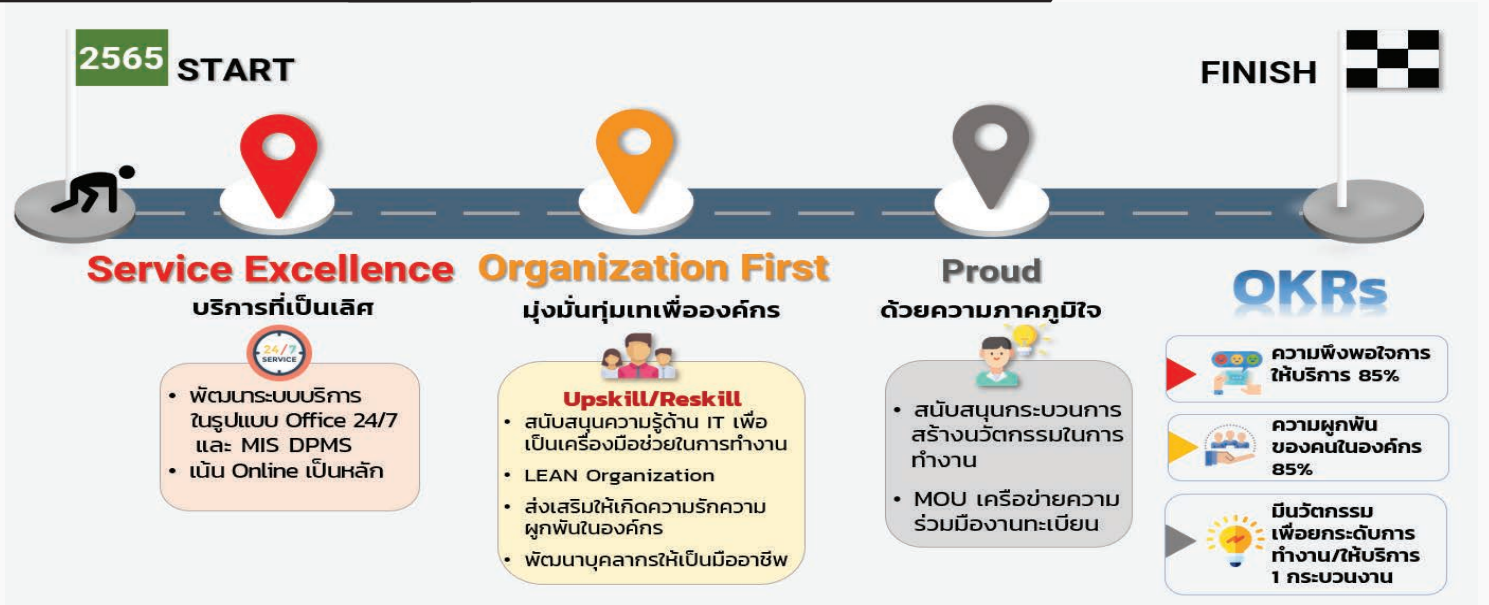 2565
START
FINISH
Service Excellence
บริการที่เป็นเลิศ
24/7
SERVICE
• พัฒนาระบบบริการ
ในรูปแบบ Office 24/7
และ MIS DPMS
• เน้น Online เป็นหลัก
Organization First
มุ่งมั่นทุ่มเทเพื่อองค์กร
Upskill/Reskill
• สนับสนุนความรู้ด้าน IT เพื่อ
เป็นเครื่องมือช่วยในการทำงาน
• LEAN Organization
• ส่งเสริมให้เกิดความรักความ
ผูกพันในองค์กร
• พัฒนาบุคลากรให้เป็นมืออาชีพ
Proud
ด้วยความภาคภูมิใจ
• สนับสนุนกระบวนการ
สร้างนวัตกรรมในการ
ทำงาน
• MOU เครือข่ายความ
ร่วมมืองานทะเบียน
OKRs
ความพึงพอใจการ
ให้บริการ 85%
ความผูกพัน
ของคนในองค์กร
85%
มีนวัตกรรม
เพื่อยกระดับการ
ทำงาน/ให้บริการ
1 กระบวนงาน